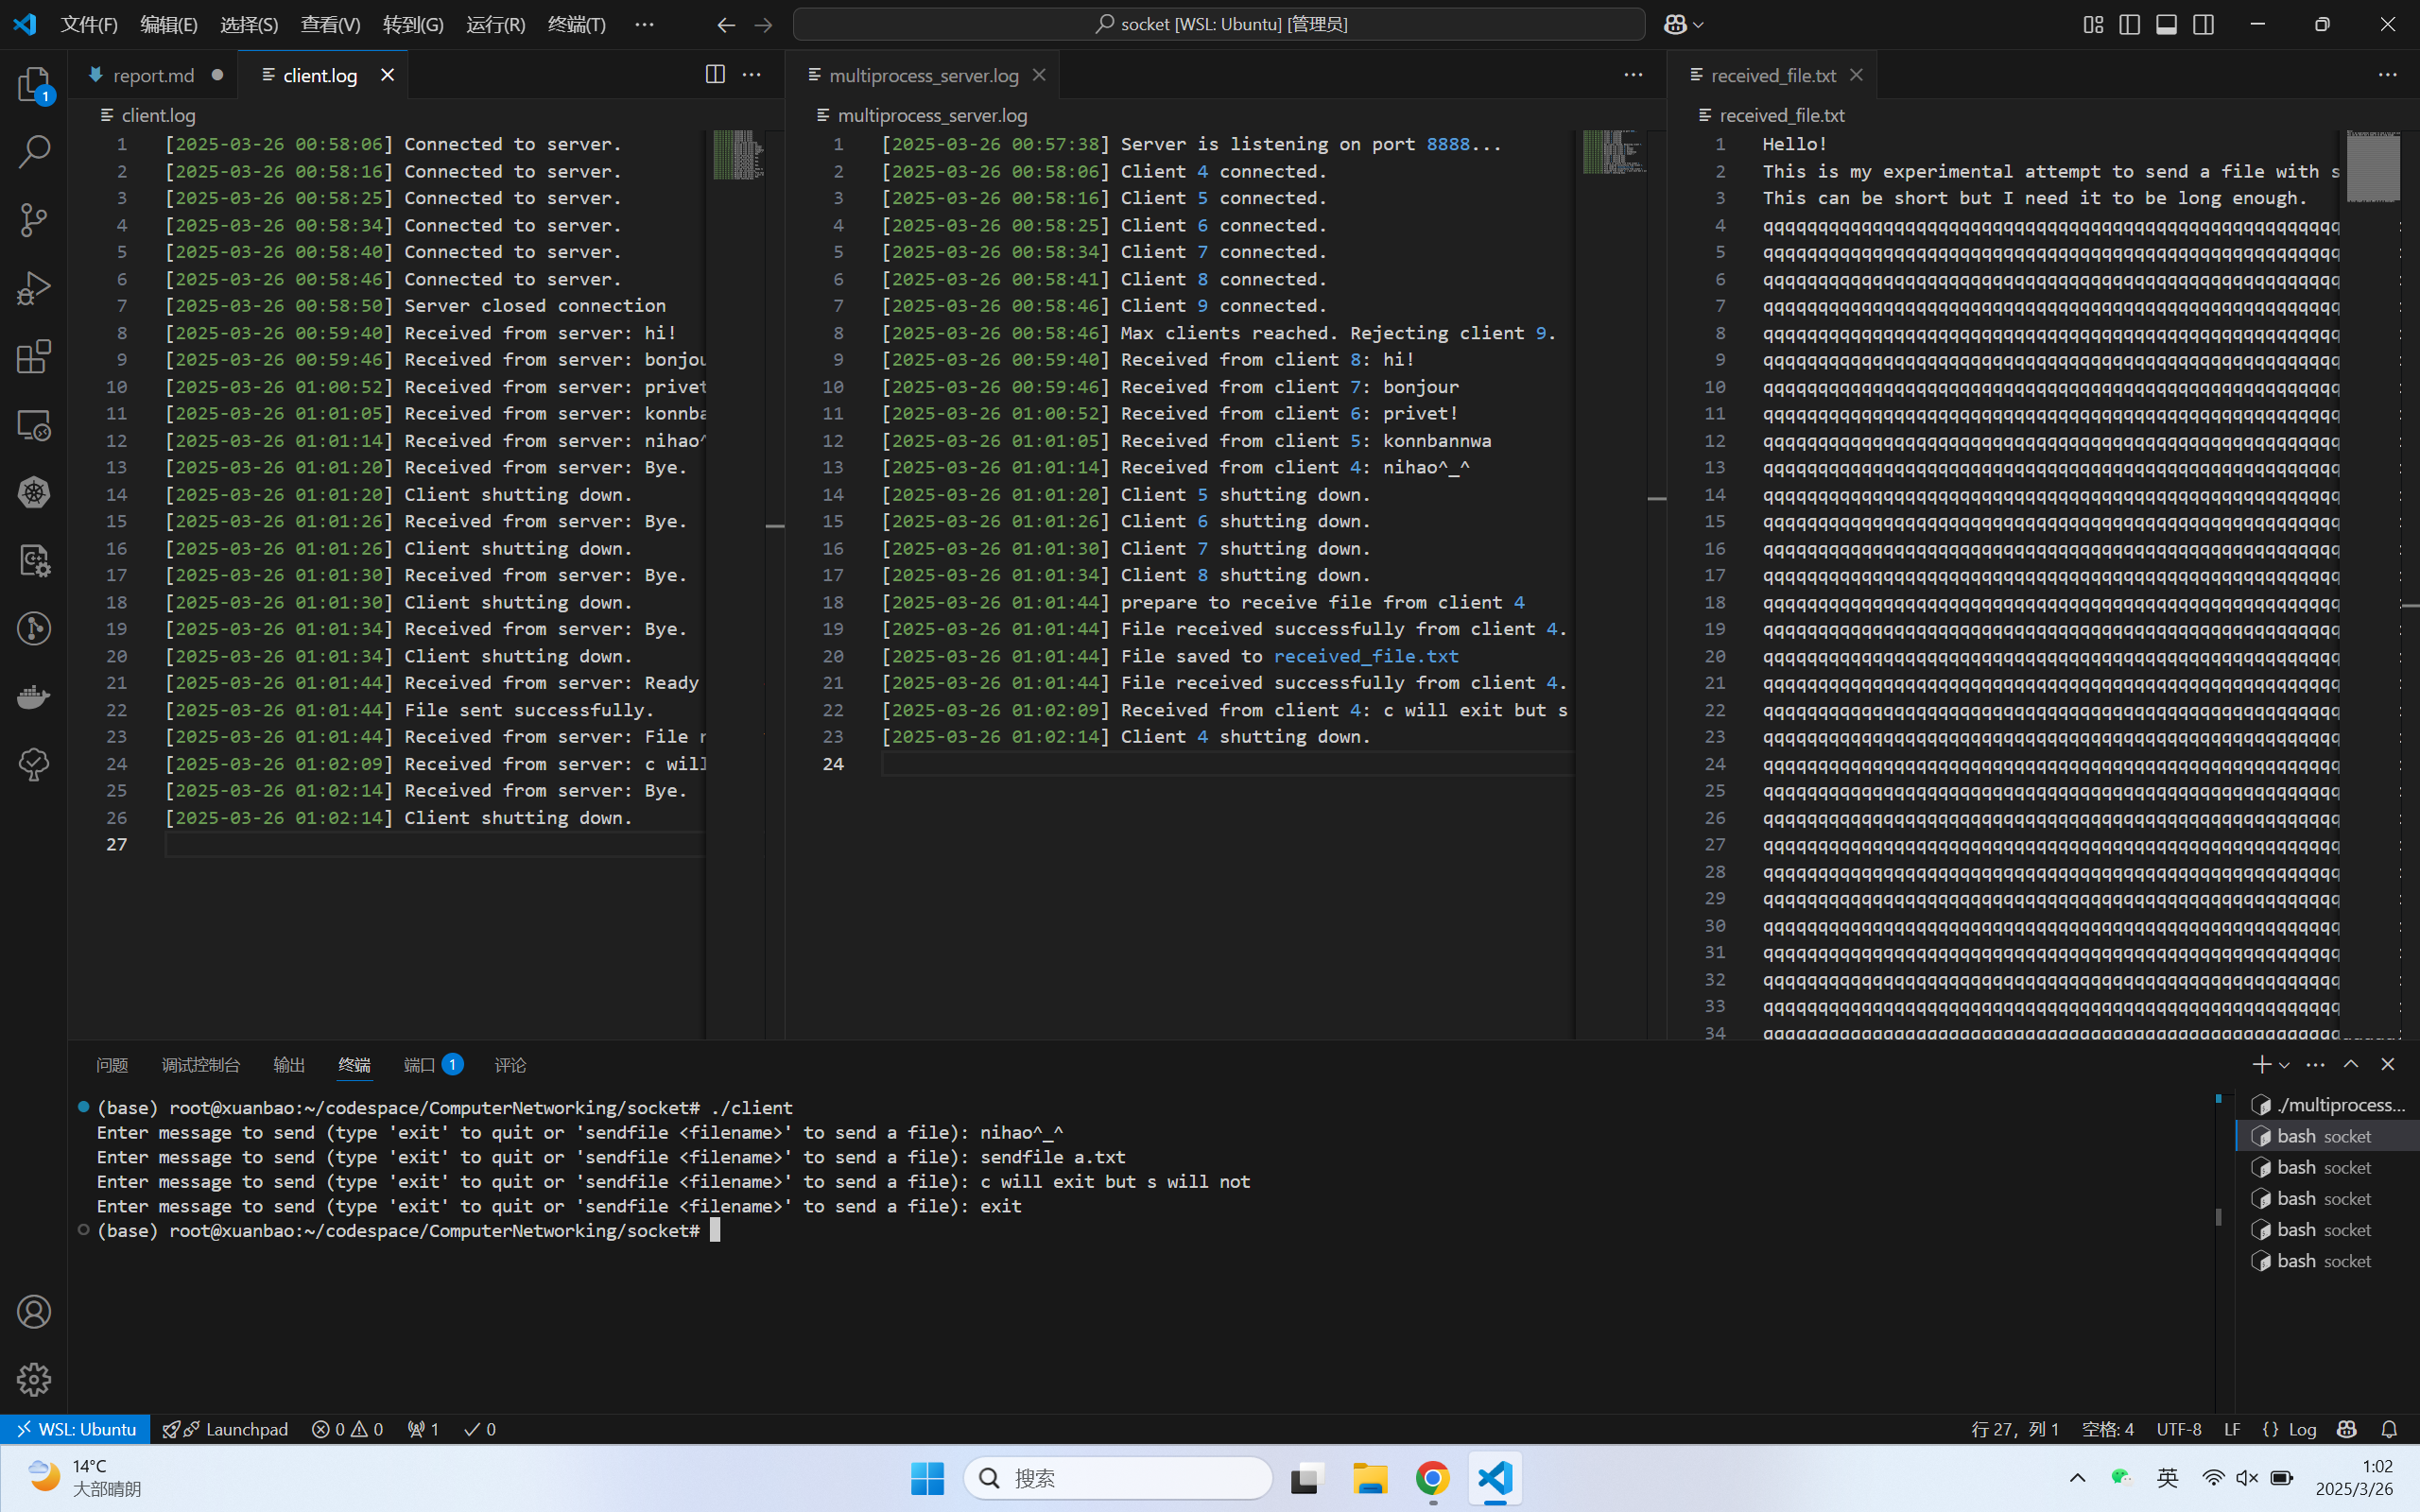 文件(F) 编辑(E) 选择(S) 查看(V) 转到(G) 运行(R) 终端(T) ··· socket [WSL: Ubuntu] [管理员]
report.md client.log multiprocess_server.log received_file.txt
1
client.log
1 [2025-03-26 00:58:06] Connected to server.
2 [2025-03-26 00:58:16] Connected to server.
3 [2025-03-26 00:58:25] Connected to server.
4 [2025-03-26 00:58:34] Connected to server.
5 [2025-03-26 00:58:40] Connected to server.
6 [2025-03-26 00:58:46] Connected to server.
7 [2025-03-26 00:58:50] Server closed connection
8 [2025-03-26 00:59:40] Received from server: hi!
9 [2025-03-26 00:59:46] Received from server: bonjou
10 [2025-03-26 01:00:52] Received from server: privet
11 [2025-03-26 01:01:05] Received from server: konnba
12 [2025-03-26 01:01:14] Received from server: nihao^
13 [2025-03-26 01:01:20] Received from server: Bye.
14 [2025-03-26 01:01:20] Client shutting down.
15 [2025-03-26 01:01:26] Received from server: Bye.
16 [2025-03-26 01:01:26] Client shutting down.
17 [2025-03-26 01:01:30] Received from server: Bye.
18 [2025-03-26 01:01:30] Client shutting down.
19 [2025-03-26 01:01:34] Received from server: Bye.
20 [2025-03-26 01:01:34] Client shutting down.
21 [2025-03-26 01:01:44] Received from server: Ready
22 [2025-03-26 01:01:44] File sent successfully.
23 [2025-03-26 01:01:44] Received from server: File r
24 [2025-03-26 01:02:09] Received from server: c will
25 [2025-03-26 01:02:14] Received from server: Bye.
26 [2025-03-26 01:02:14] Client shutting down.
27
multiprocess_server.log
1 [2025-03-26 00:57:38] Server is listening on port 8888...
2 [2025-03-26 00:58:06] Client 4 connected.
3 [2025-03-26 00:58:16] Client 5 connected.
4 [2025-03-26 00:58:25] Client 6 connected.
5 [2025-03-26 00:58:34] Client 7 connected.
6 [2025-03-26 00:58:41] Client 8 connected.
7 [2025-03-26 00:58:46] Client 9 connected.
8 [2025-03-26 00:58:46] Max clients reached. Rejecting client 9.
9 [2025-03-26 00:59:40] Received from client 8: hi!
10 [2025-03-26 00:59:46] Received from client 7: bonjour
11 [2025-03-26 01:00:52] Received from client 6: privet!
12 [2025-03-26 01:01:05] Received from client 5: konnbannwa
13 [2025-03-26 01:01:14] Received from client 4: nihao^_^
14 [2025-03-26 01:01:20] Client 5 shutting down.
15 [2025-03-26 01:01:26] Client 6 shutting down.
16 [2025-03-26 01:01:30] Client 7 shutting down.
17 [2025-03-26 01:01:34] Client 8 shutting down.
18 [2025-03-26 01:01:44] prepare to receive file from client 4
19 [2025-03-26 01:01:44] File received successfully from client 4.
20 [2025-03-26 01:01:44] File saved to received_file.txt
21 [2025-03-26 01:01:44] File received successfully from client 4.
22 [2025-03-26 01:02:09] Received from client 4: c will exit but s
23 [2025-03-26 01:02:14] Client 4 shutting down.
24
received_file.txt
1 Hello!
2 This is my experimental attempt to send a file with s
3 This can be short but I need it to be long enough.
4 qqqqqqqqqqqqqqqqqqqqqqqqqqqqqqqqqqqqqqqqqqqqqqqqqqqqq
5 qqqqqqqqqqqqqqqqqqqqqqqqqqqqqqqqqqqqqqqqqqqqqqqqqqqqq
6 qqqqqqqqqqqqqqqqqqqqqqqqqqqqqqqqqqqqqqqqqqqqqqqqqqqqq
7 qqqqqqqqqqqqqqqqqqqqqqqqqqqqqqqqqqqqqqqqqqqqqqqqqqqqq
8 qqqqqqqqqqqqqqqqqqqqqqqqqqqqqqqqqqqqqqqqqqqqqqqqqqqqq
9 qqqqqqqqqqqqqqqqqqqqqqqqqqqqqqqqqqqqqqqqqqqqqqqqqqqqq
10 qqqqqqqqqqqqqqqqqqqqqqqqqqqqqqqqqqqqqqqqqqqqqqqqqqqqq
11 qqqqqqqqqqqqqqqqqqqqqqqqqqqqqqqqqqqqqqqqqqqqqqqqqqqqq
12 qqqqqqqqqqqqqqqqqqqqqqqqqqqqqqqqqqqqqqqqqqqqqqqqqqqqq
13 qqqqqqqqqqqqqqqqqqqqqqqqqqqqqqqqqqqqqqqqqqqqqqqqqqqqq
14 qqqqqqqqqqqqqqqqqqqqqqqqqqqqqqqqqqqqqqqqqqqqqqqqqqqqq
15 qqqqqqqqqqqqqqqqqqqqqqqqqqqqqqqqqqqqqqqqqqqqqqqqqqqqq
16 qqqqqqqqqqqqqqqqqqqqqqqqqqqqqqqqqqqqqqqqqqqqqqqqqqqqq
17 qqqqqqqqqqqqqqqqqqqqqqqqqqqqqqqqqqqqqqqqqqqqqqqqqqqqq
18 qqqqqqqqqqqqqqqqqqqqqqqqqqqqqqqqqqqqqqqqqqqqqqqqqqqqq
19 qqqqqqqqqqqqqqqqqqqqqqqqqqqqqqqqqqqqqqqqqqqqqqqqqqqqq
20 qqqqqqqqqqqqqqqqqqqqqqqqqqqqqqqqqqqqqqqqqqqqqqqqqqqqq
21 qqqqqqqqqqqqqqqqqqqqqqqqqqqqqqqqqqqqqqqqqqqqqqqqqqqqq
22 qqqqqqqqqqqqqqqqqqqqqqqqqqqqqqqqqqqqqqqqqqqqqqqqqqqqq
23 qqqqqqqqqqqqqqqqqqqqqqqqqqqqqqqqqqqqqqqqqqqqqqqqqqqqq
24 qqqqqqqqqqqqqqqqqqqqqqqqqqqqqqqqqqqqqqqqqqqqqqqqqqqqq
25 qqqqqqqqqqqqqqqqqqqqqqqqqqqqqqqqqqqqqqqqqqqqqqqqqqqqq
26 qqqqqqqqqqqqqqqqqqqqqqqqqqqqqqqqqqqqqqqqqqqqqqqqqqqqq
27 qqqqqqqqqqqqqqqqqqqqqqqqqqqqqqqqqqqqqqqqqqqqqqqqqqqqq
28 qqqqqqqqqqqqqqqqqqqqqqqqqqqqqqqqqqqqqqqqqqqqqqqqqqqqq
29 qqqqqqqqqqqqqqqqqqqqqqqqqqqqqqqqqqqqqqqqqqqqqqqqqqqqq
30 qqqqqqqqqqqqqqqqqqqqqqqqqqqqqqqqqqqqqqqqqqqqqqqqqqqqq
31 qqqqqqqqqqqqqqqqqqqqqqqqqqqqqqqqqqqqqqqqqqqqqqqqqqqqq
32 qqqqqqqqqqqqqqqqqqqqqqqqqqqqqqqqqqqqqqqqqqqqqqqqqqqqq
33 qqqqqqqqqqqqqqqqqqqqqqqqqqqqqqqqqqqqqqqqqqqqqqqqqqqqq
34 qqqqqqqqqqqqqqqqqqqqqqqqqqqqqqqqqqqqqqqqqqqqqqqqqqqqq
问题 调试控制台 输出 终端 端口 1 评论
(base) root@xuanbao:~/codespace/ComputerNetworking/socket# ./client
Enter message to send (type 'exit' to quit or 'sendfile <filename>' to send a file): nihao^_^
Enter message to send (type 'exit' to quit or 'sendfile <filename>' to send a file): sendfile a.txt
Enter message to send (type 'exit' to quit or 'sendfile <filename>' to send a file): c will exit but s will not
Enter message to send (type 'exit' to quit or 'sendfile <filename>' to send a file): exit
(base) root@xuanbao:~/codespace/ComputerNetworking/socket#
./multiprocess...
bash socket
bash socket
bash socket
bash socket
bash socket
WSL: Ubuntu Launchpad 0 0 1 0 行 27，列 1 空格: 4 UTF-8 LF {} Log
14°C
大部晴朗
搜索
英
1:02
2025/3/26